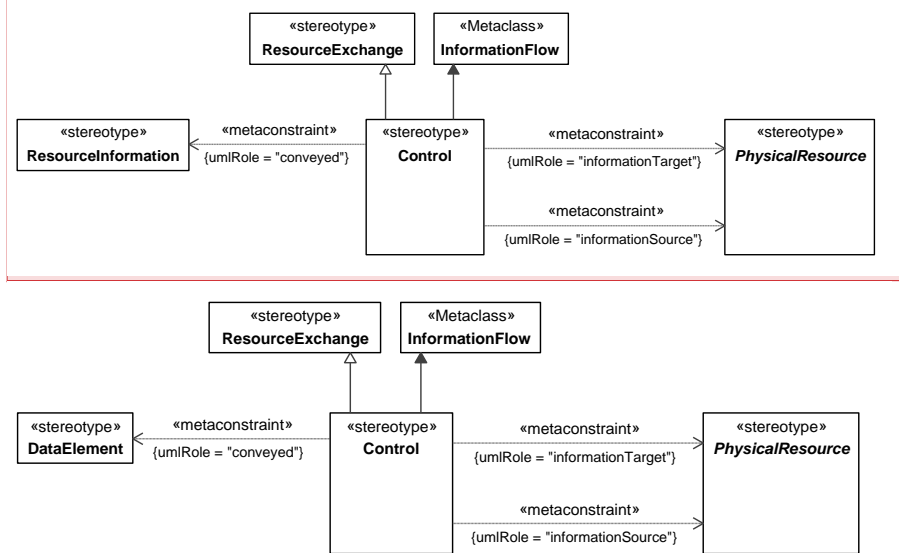 «stereotype»
ResourceExchange
«Metaclass»
InformationFlow
«stereotype»
ResourceInformation
«metaconstraint»
{umlRole = "conveyed"}
«stereotype»
Control
«metaconstraint»
{umlRole = "informationTarget"}
«metaconstraint»
{umlRole = "informationSource"}
«stereotype»
PhysicalResource
«stereotype»
ResourceExchange
«Metaclass»
InformationFlow
«stereotype»
DataElement
«metaconstraint»
{umlRole = "conveyed"}
«stereotype»
Control
«metaconstraint»
{umlRole = "informationTarget"}
«metaconstraint»
{umlRole = "informationSource"}
«stereotype»
PhysicalResource